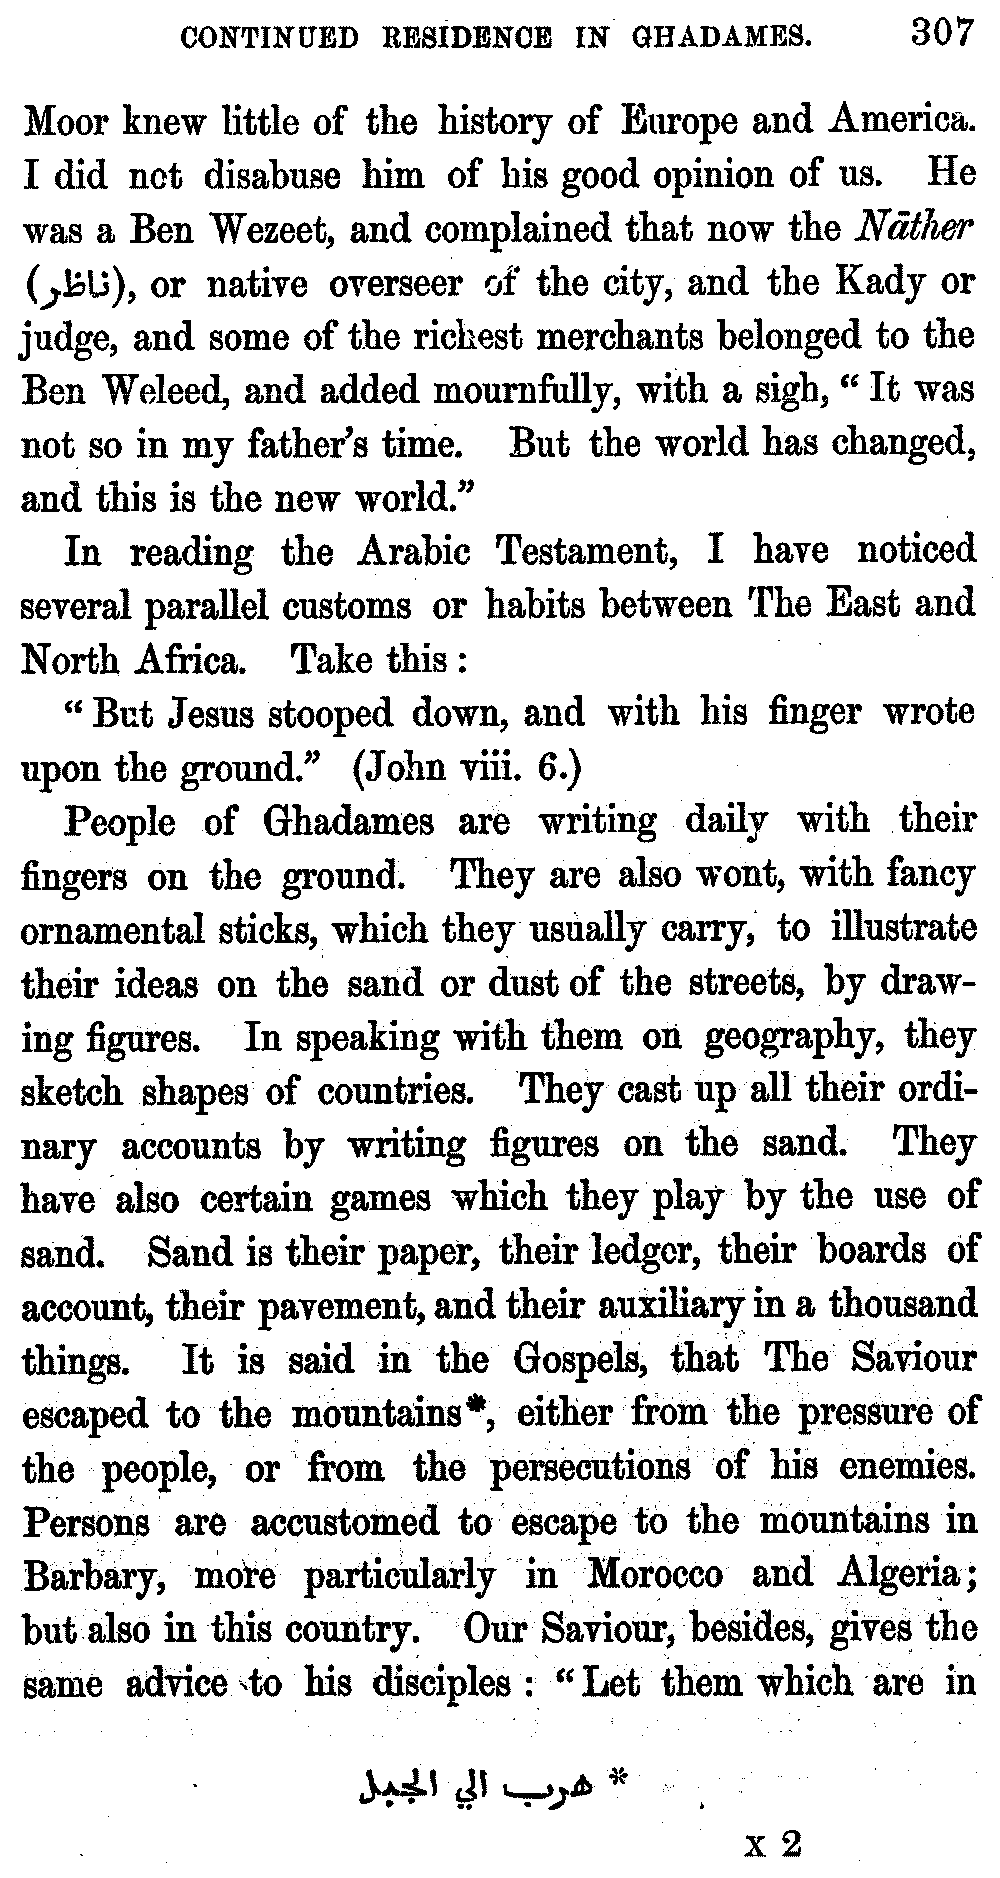 CONTINUED RESIDENCE IN GHADAMES. 307
Moor knew little of the history of Europe and America.
I did not disabuse him of his good opinion of us. He
was a Ben Wezeet, and complained that now the Nāther
(ناظر), or native overseer of the city, and the Kady or
judge, and some of the richest merchants belonged to the
Ben Weleed, and added mournfully, with a sigh, “ It was
not so in my father’s time. But the world has changed,
and this is the new world.”
In reading the Arabic Testament, I have noticed
several parallel customs or habits between The East and
North Africa. Take this :
“ But Jesus stooped down, and with his finger wrote
upon the ground.” (John viii. 6.)
People of Ghadames are writing daily with their
fingers on the ground. They are also wont, with fancy
ornamental sticks, which they usually carry, to illustrate
their ideas on the sand or dust of the streets, by draw-
ing figures. In speaking with them on geography, they
sketch shapes of countries. They cast up all their ordi-
nary accounts by writing figures on the sand. They
have also certain games which they play by the use of
sand. Sand is their paper, their ledger, their boards of
account, their pavement, and their auxiliary in a thousand
things. It is said in the Gospels, that The Saviour
escaped to the mountains*, either from the pressure of
the people, or from the persecutions of his enemies.
Persons are accustomed to escape to the mountains in
Barbary, more particularly in Morocco and Algeria;
but also in this country. Our Saviour, besides, gives the
same advice to his disciples : “ Let them which are in
* هرب الي الجبل
X 2